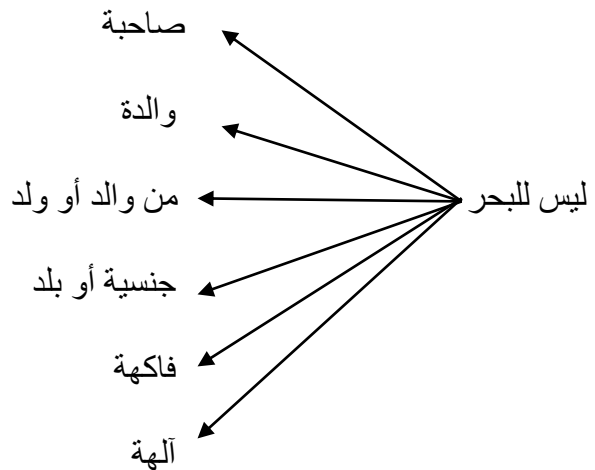 ليس للبحر
صاحبة
والدة
من والد أو ولد
جنسية أو بلد
فاكهة
آلهة